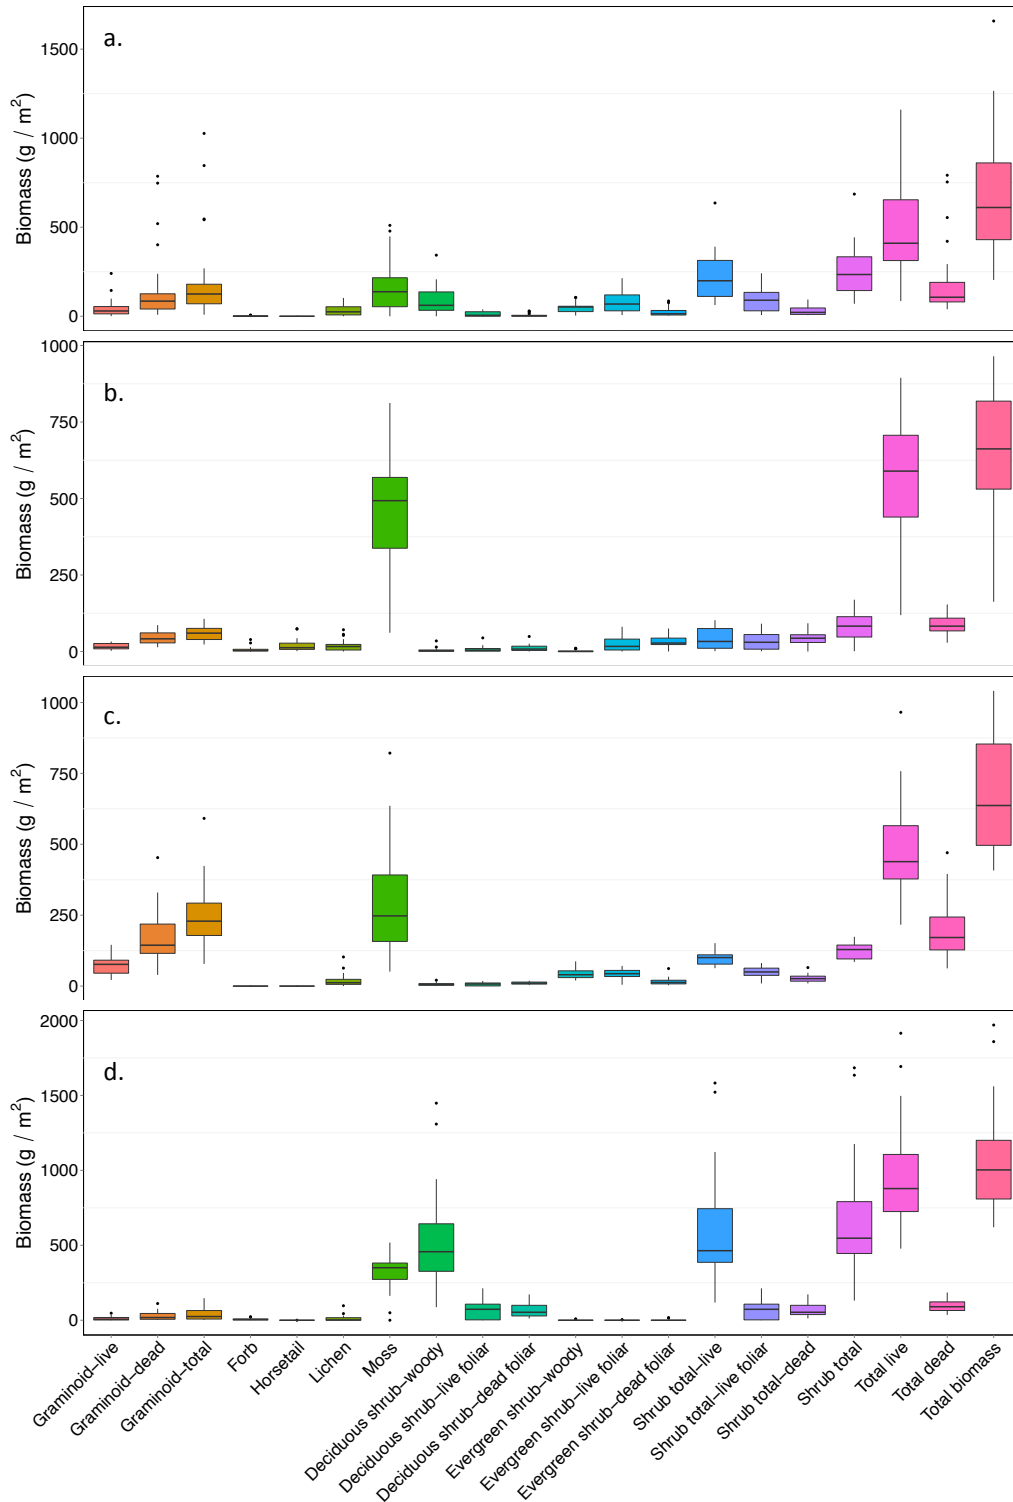 a.
Biomass (g / m²)
1500
1000
500
0
b.
Biomass (g / m²)
1000
750
500
250
0
c.
Biomass (g / m²)
1000
750
500
250
0
d.
Biomass (g / m²)
2000
1500
1000
500
0
Graminoid–live
Graminoid–dead
Graminoid–total
Forb
Horsetail
Lichen
Moss
Deciduous shrub–woody
Deciduous shrub–live foliar
Deciduous shrub–dead foliar
Evergreen shrub–woody
Evergreen shrub–live foliar
Evergreen shrub–dead foliar
Shrub total–live
Shrub total–live foliar
Shrub total–dead
Shrub total
Total live
Total dead
Total biomass